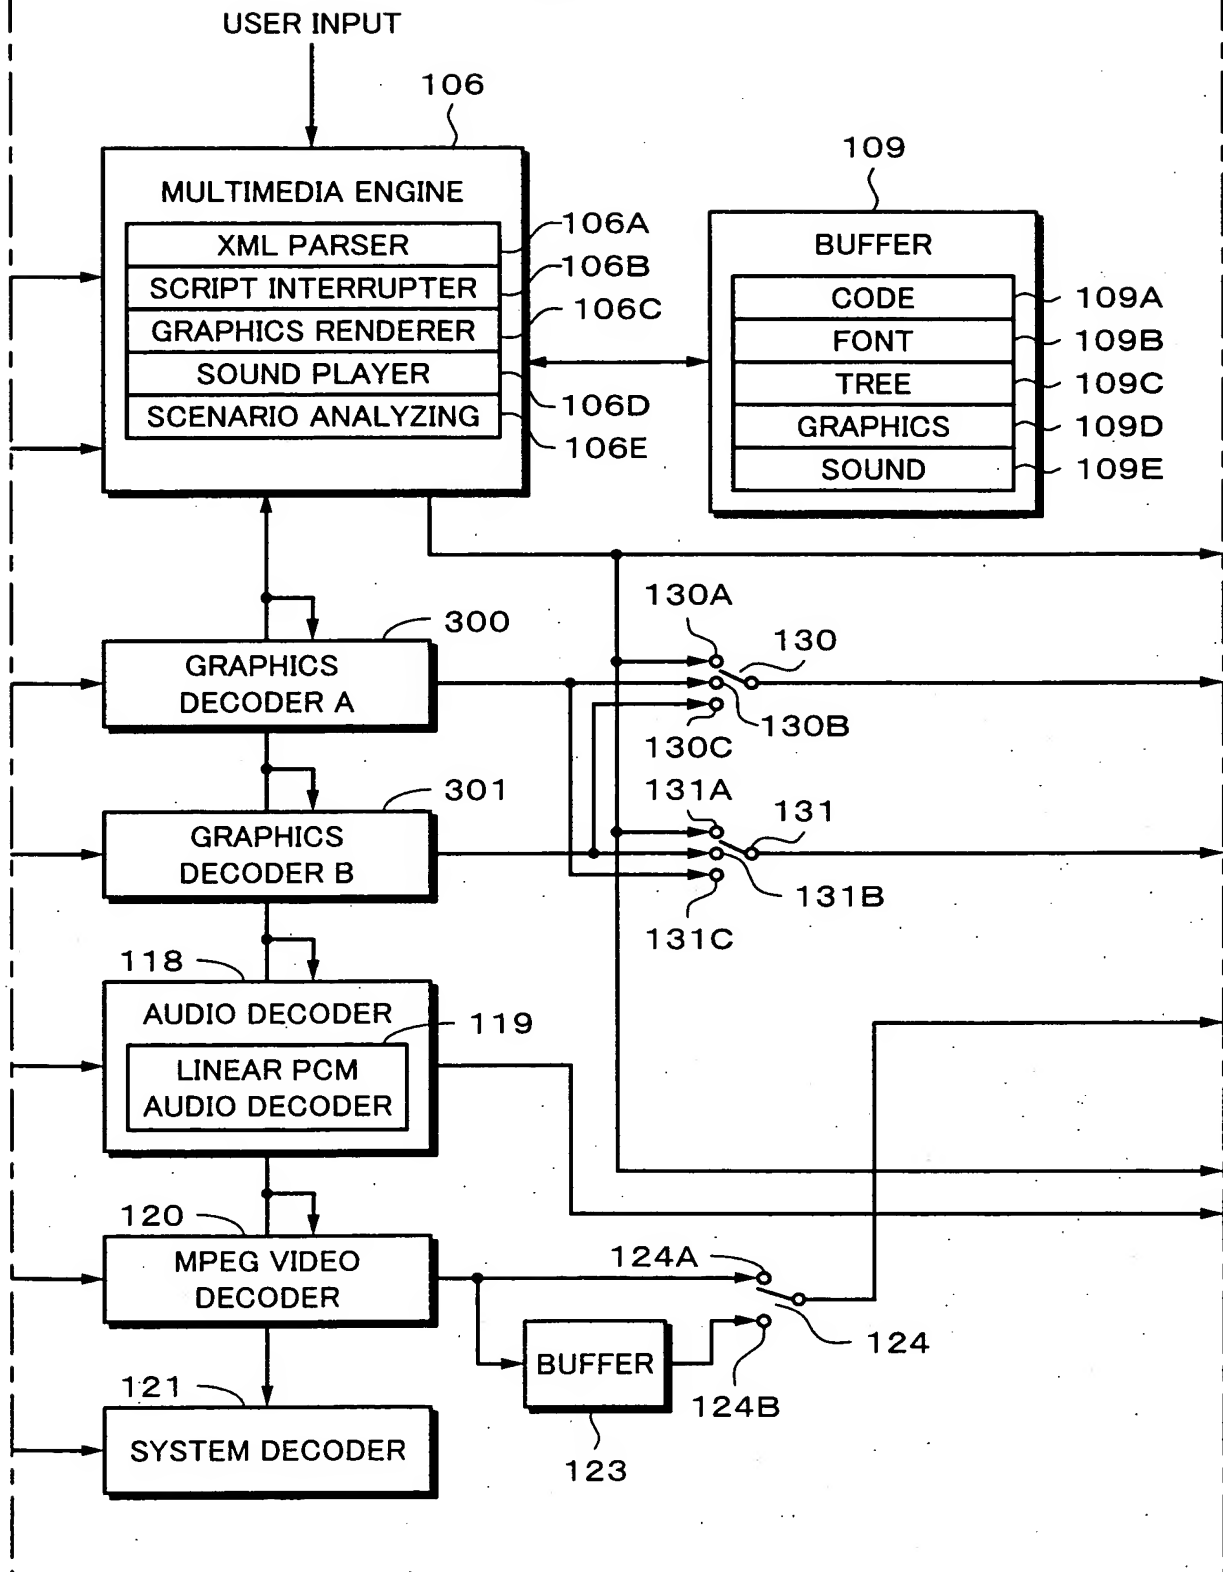 USER INPUT
106
MULTIMEDIA ENGINE
XML PARSER
106A
SCRIPT INTERRUPTER
106B
GRAPHICS RENDERER
106C
SOUND PLAYER
106D
SCENARIO ANALYZING
106E
109
BUFFER
CODE
109A
FONT
109B
TREE
109C
GRAPHICS
109D
SOUND
109E
300
GRAPHICS
DECODER A
130A
130
130B
130C
301
GRAPHICS
DECODER B
131A
131
131B
131C
118
AUDIO DECODER
119
LINEAR PCM
AUDIO DECODER
120
MPEG VIDEO
DECODER
124A
124
124B
BUFFER
123
121
SYSTEM DECODER